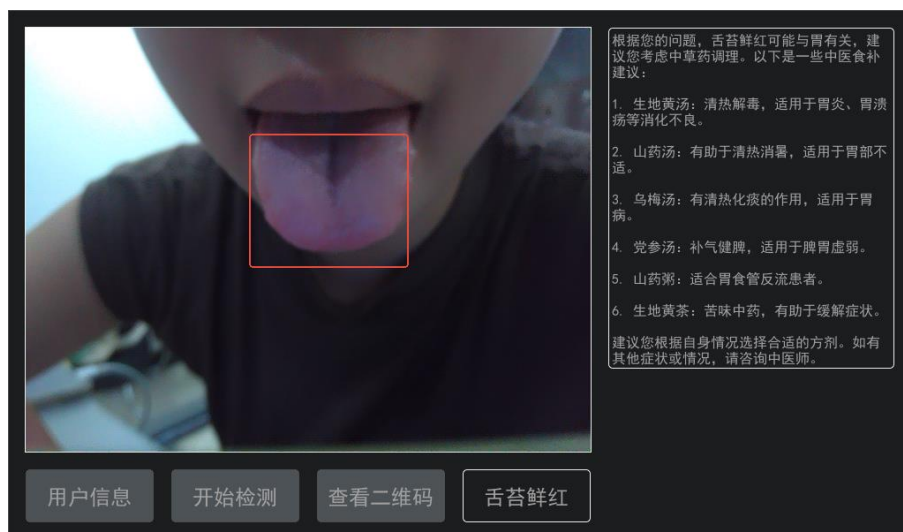 根据您的问题，舌苔鲜红可能与胃有关，建
议您考虑中草药调理。以下是一些中医食补
建议：
1. 生地黄汤：清热解毒，适用于胃炎、胃溃
疡等消化不良。
2. 山药汤：有助于清热消暑，适用于胃部不
适。
3. 乌梅汤：有清热化痰的作用，适用于胃
病。
4. 党参汤：补气健脾，适用于脾胃虚弱。
5. 山药粥：适合胃食管反流患者。
6. 生地黄茶：苦味中药，有助于缓解症状。
建议您根据自身情况选择合适的方剂。如有
其他症状或情况，请咨询中医师。
用户信息
开始检测
查看二维码
舌苔鲜红